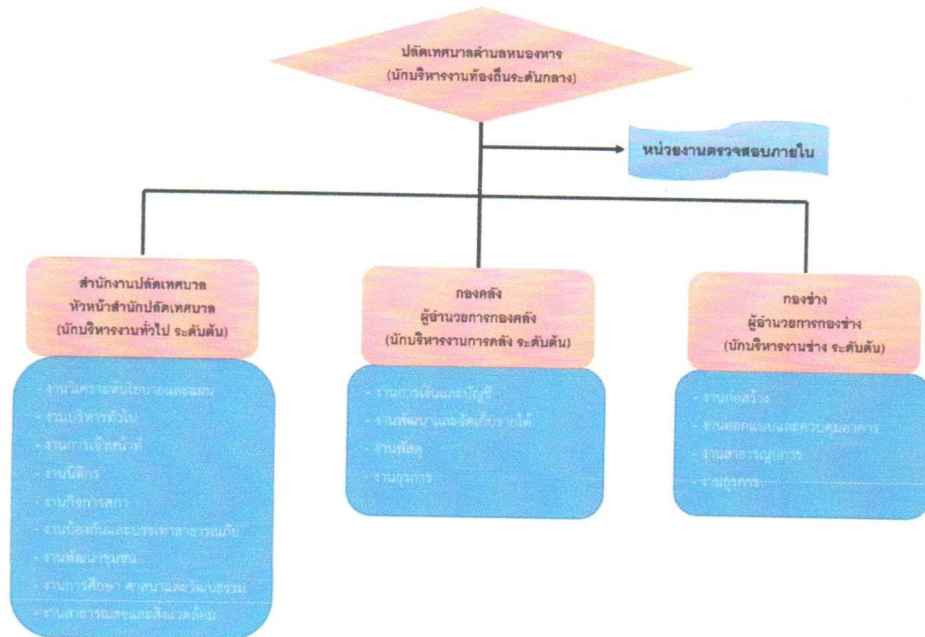 ปลัดเทศบาลตำบลหนองหาร
(นักบริหารงานท้องถิ่นระดับกลาง)
หน่วยงานตรวจสอบภายใน
สำนักงานปลัดเทศบาล
หัวหน้าสำนักปลัดเทศบาล
(นักบริหารงานทั่วไป ระดับต้น)
- งานวิเคราะห์นโยบายและแผน
- งานบริหารทั่วไป
- งานการเจ้าหน้าที่
- งานนิติกร
- งานกิจการสภา
- งานป้องกันและบรรเทาสาธารณภัย
- งานพัฒนาชุมชน
- งานการศึกษา ศาสนาและวัฒนธรรม
- งานสาธารณสุขและสิ่งแวดล้อม
กองคลัง
ผู้อำนวยการกองคลัง
(นักบริหารงานการคลัง ระดับต้น)
- งานการเงินและบัญชี
- งานพัฒนาและจัดเก็บรายได้
- งานพัสดุ
- งานธุรการ
กองช่าง
ผู้อำนวยการกองช่าง
(นักบริหารงานช่าง ระดับต้น)
- งานก่อสร้าง
- งานออกแบบและควบคุมอาคาร
- งานสาธารณูปการ
- งานธุรการ